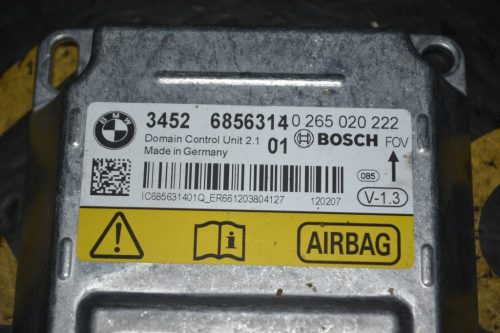 BMW
3452 6856314 0 265 020 222
Domain Control Unit 2.1 01 BOSCH FOV
Made in Germany
085
IC685631401Q_ER661203804127 120207 V-1.3
AIRBAG